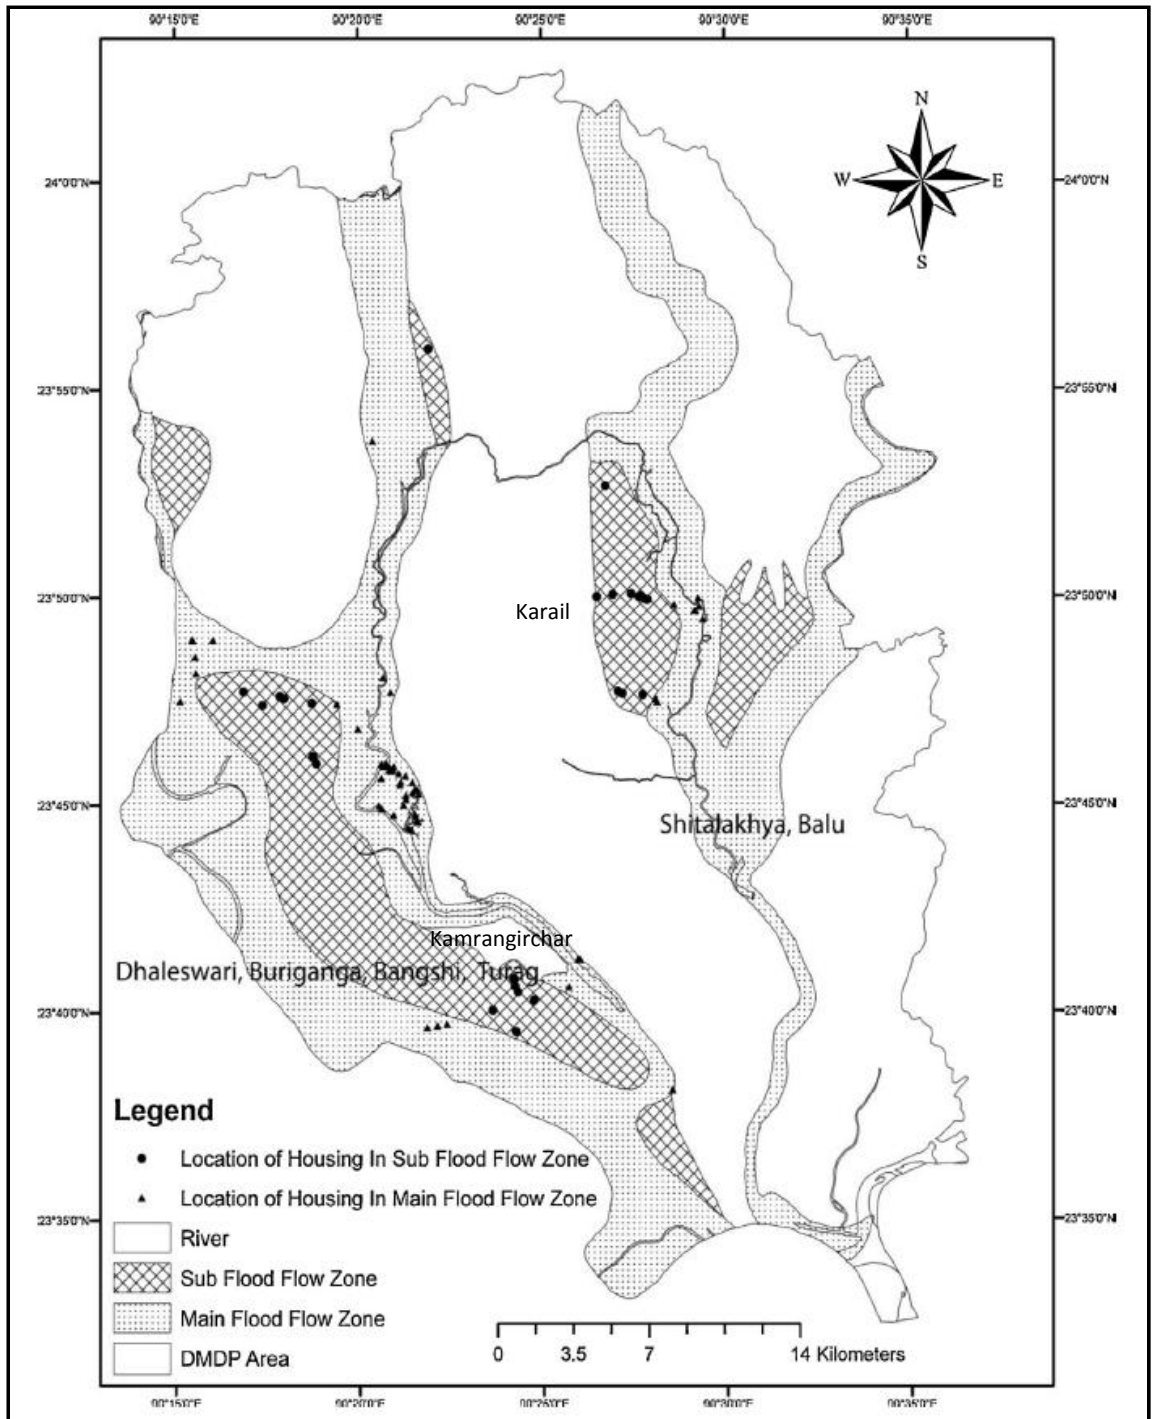 90°15'0"E 90°20'0"E 90°25'0"E 90°30'0"E 90°35'0"E
N
W E
S
24°0'0"N 24°0'0"N
23°55'0"N 23°55'0"N
23°50'0"N 23°50'0"N
Karail
23°45'0"N 23°45'0"N
Shitalakhya, Balu
Kamrangirchar
Dhaleswari, Buriganga, Bangshi, Turag
23°40'0"N 23°40'0"N
Legend
Location of Housing In Sub Flood Flow Zone
Location of Housing In Main Flood Flow Zone
23°35'0"N 23°35'0"N
River
Sub Flood Flow Zone
Main Flood Flow Zone
DMDP Area
0 3.5 7 14 Kilometers
90°15'0"E 90°20'0"E 90°25'0"E 90°30'0"E 90°35'0"E